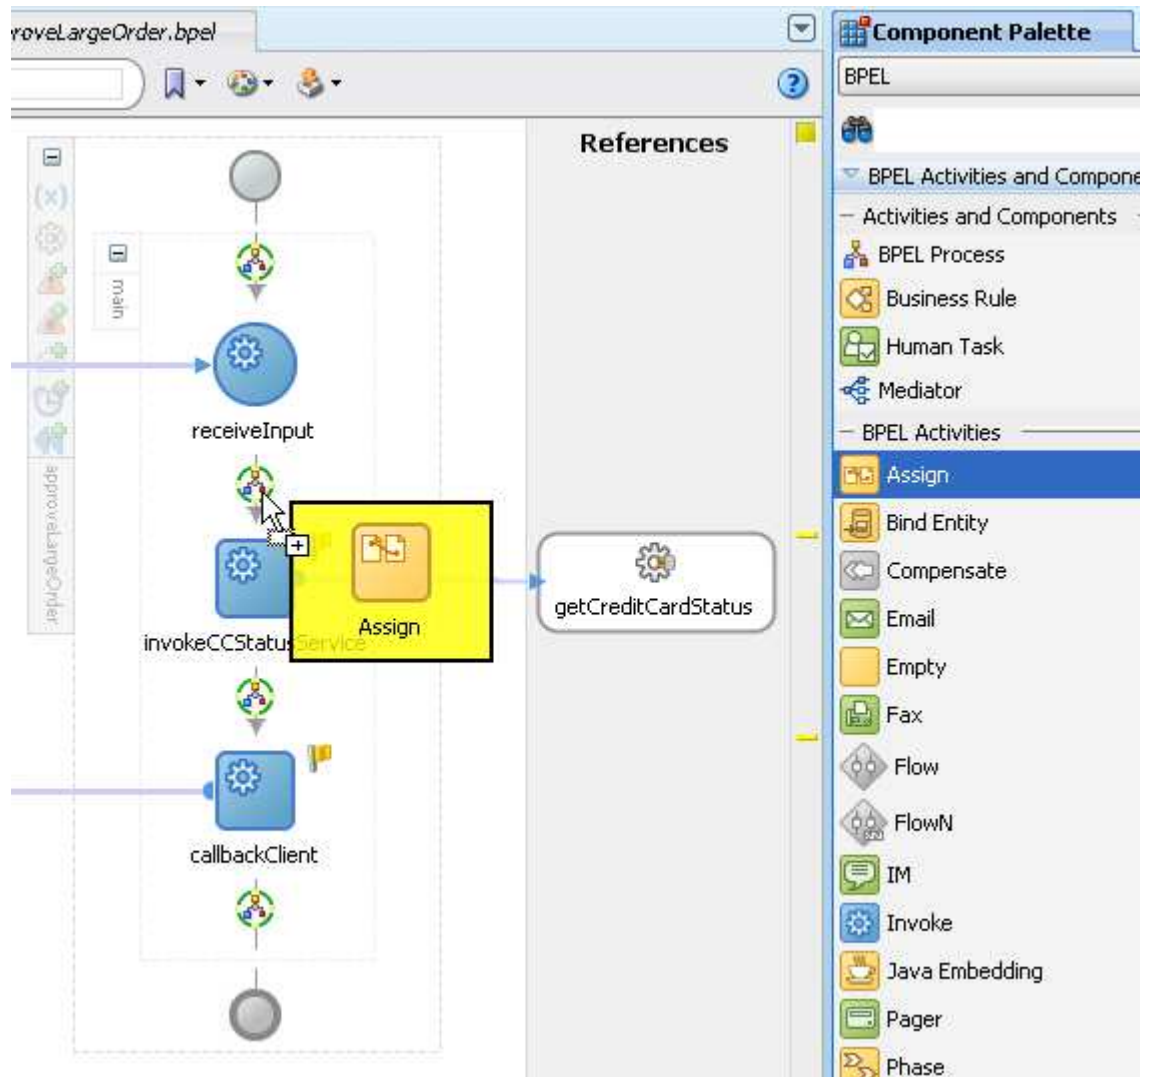 roveLargeOrder.bpel
References
main
receiveInput
approveLargeOrder
Assign
invokeCCStatusService
getCreditCardStatus
callbackClient
Component Palette
BPEL
BPEL Activities and Compone
Activities and Components
BPEL Process
Business Rule
Human Task
Mediator
BPEL Activities
Assign
Bind Entity
Compensate
Email
Empty
Fax
Flow
FlowN
IM
Invoke
Java Embedding
Pager
Phase